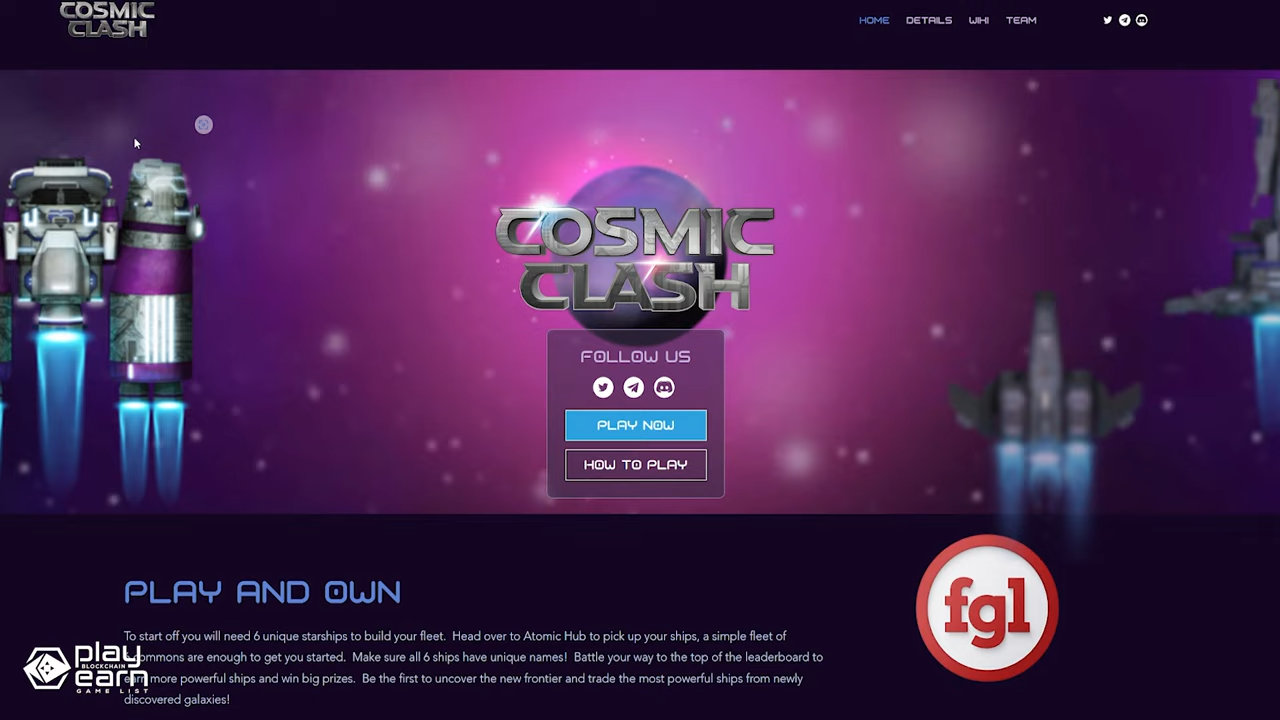 COSMIC
CLASH
HOME DETAILS WIKI TEAM
COSMIC
CLASH
FOLLOW US
PLAY NOW
HOW TO PLAY
PLAY AND OWN
fgl
To start off you will need 6 unique starships to build your fleet. Head over to Atomic Hub to pick up your ships, a simple fleet of
commons are enough to get you started. Make sure all 6 ships have unique names! Battle your way to the top of the leaderboard to
more powerful ships and win big prizes. Be the first to uncover the new frontier and trade the most powerful ships from newly
discovered galaxies!
play
BLOCKCHAIN
earn
GAME LIST